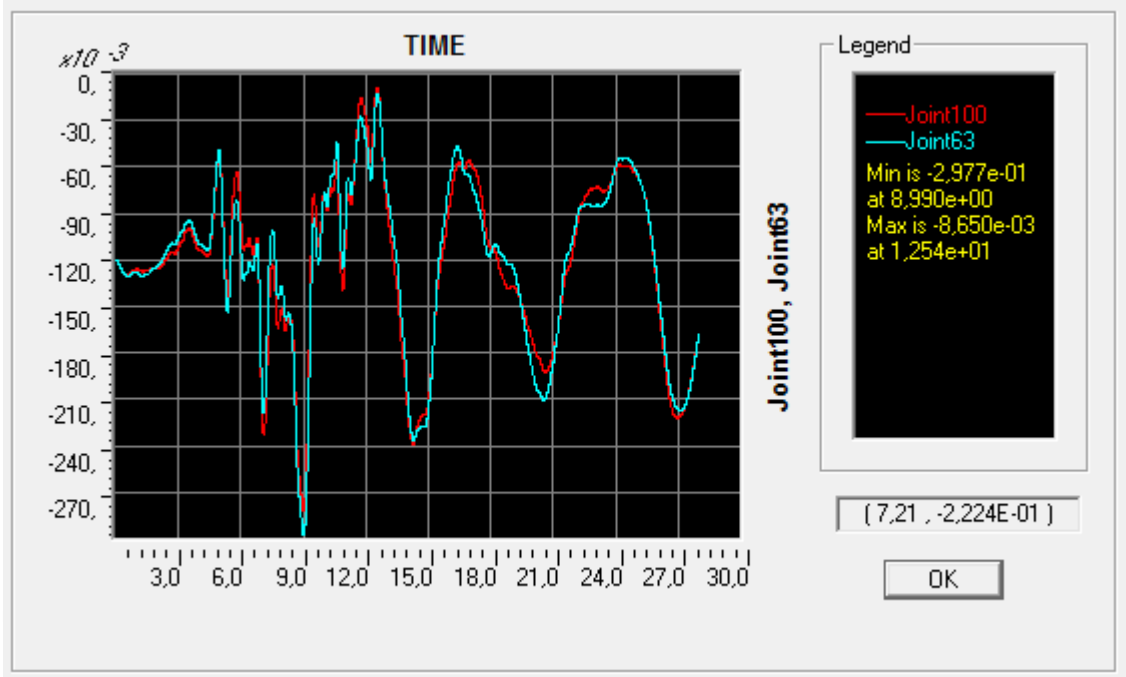 TIME
x10 -3
0,
-30,
-60,
-90,
-120,
-150,
-180,
-210,
-240,
-270,
3,0 6,0 9,0 12,0 15,0 18,0 21,0 24,0 27,0 30,0
Joint100, Joint63
Legend
Joint100
Joint63
Min is -2,977e-01
at 8,990e+00
Max is -8,650e-03
at 1,254e+01
( 7,21 , -2,224E-01 )
OK